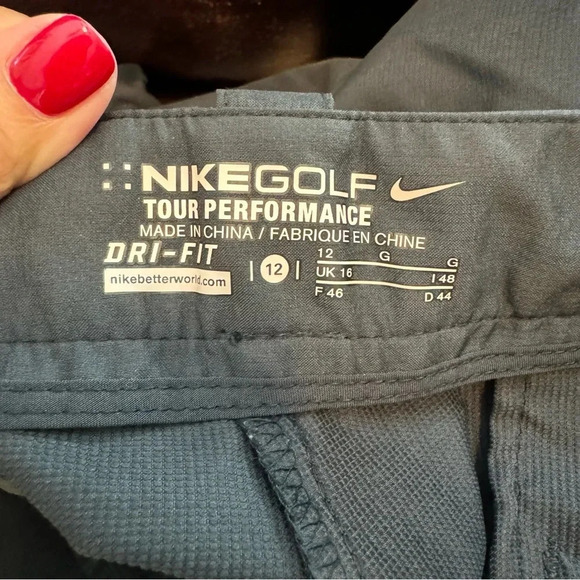 NIKEGOLF
TOUR PERFORMANCE
MADE IN CHINA / FABRIQUE EN CHINE
DRI-FIT
nikebetterworld.com
12
12 G G
UK 16 I 48
F 46 D 44